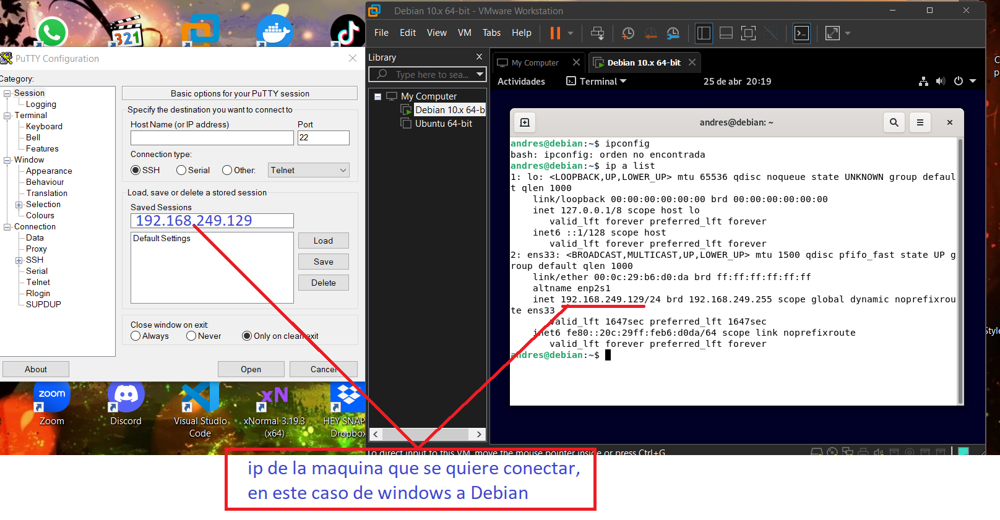 321
PuTTY Configuration
Category:
Session
Logging
Terminal
Keyboard
Bell
Features
Window
Appearance
Behaviour
Translation
Selection
Colours
Connection
Data
Proxy
SSH
Serial
Telnet
Rlogin
SUPDUP
Basic options for your PuTTY session
Specify the destination you want to connect to
Host Name (or IP address) Port
22
Connection type:
SSH Serial Other: Telnet
Load, save or delete a stored session
Saved Sessions
192.168.249.129
Default Settings
Load
Save
Delete
Close window on exit:
Always Never Only on clean exit
About Open Cancel
zoom
xN
Zoom
Discord
Visual Studio
Code
xNormal 3.19.3
(x64)
HEY SNAP
Dropbox
Debian 10.x 64-bit - VMware Workstation
File Edit View VM Tabs Help
Library
Type here to sea...
My Computer
Debian 10.x 64-b
Ubuntu 64-bit
My Computer Debian 10.x 64-bit
Actividades Terminal 25 de abr 20:19
andres@debian: ~
andres@debian:~$ ipconfig
bash: ipconfig: orden no encontrada
andres@debian:~$ ip a list
1: lo: <LOOPBACK,UP,LOWER_UP> mtu 65536 qdisc noqueue state UNKNOWN group defaul
t qlen 1000
link/loopback 00:00:00:00:00:00 brd 00:00:00:00:00:00
inet 127.0.0.1/8 scope host lo
valid_lft forever preferred_lft forever
inet6 ::1/128 scope host
valid_lft forever preferred_lft forever
2: ens33: <BROADCAST,MULTICAST,UP,LOWER_UP> mtu 1500 qdisc pfifo_fast state UP g
roup default qlen 1000
link/ether 00:0c:29:b6:d0:da brd ff:ff:ff:ff:ff:ff
altname enp2s1
inet 192.168.249.129/24 brd 192.168.249.255 scope global dynamic noprefixrou
te ens33
valid_lft 1647sec preferred_lft 1647sec
inet6 fe80::20c:29ff:feb6:d0da/64 scope link noprefixroute
valid_lft forever preferred_lft forever
andres@debian:~$
To direct input to this VM, move the mouse pointer inside or press Ctrl+G.
ip de la maquina que se quiere conectar,
en este caso de windows a Debian